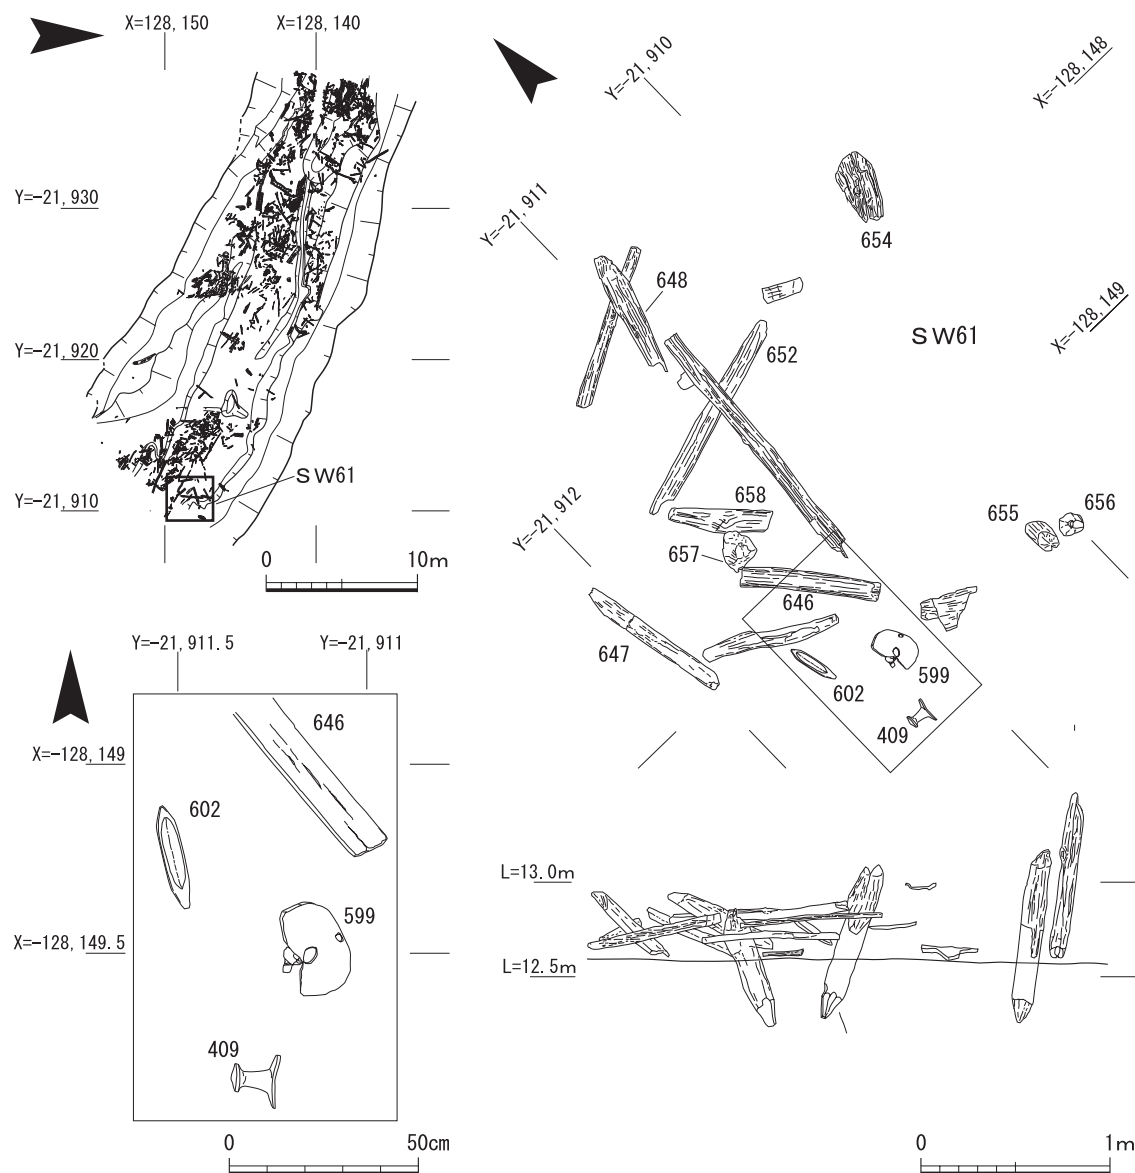 X=128,150
X=128,140
Y=-21,930
Y=-21,920
Y=-21,910
SW61
0
10m
Y=-21,910
X=-128,148
Y=-21,911
X=-128,149
Y=-21,912
654
648
652
SW61
658
657
655
656
646
647
602
599
409
L=13.0m
L=12.5m
0
1m
Y=-21,911.5
Y=-21,911
X=-128,149
X=-128,149.5
646
602
599
409
0
50cm